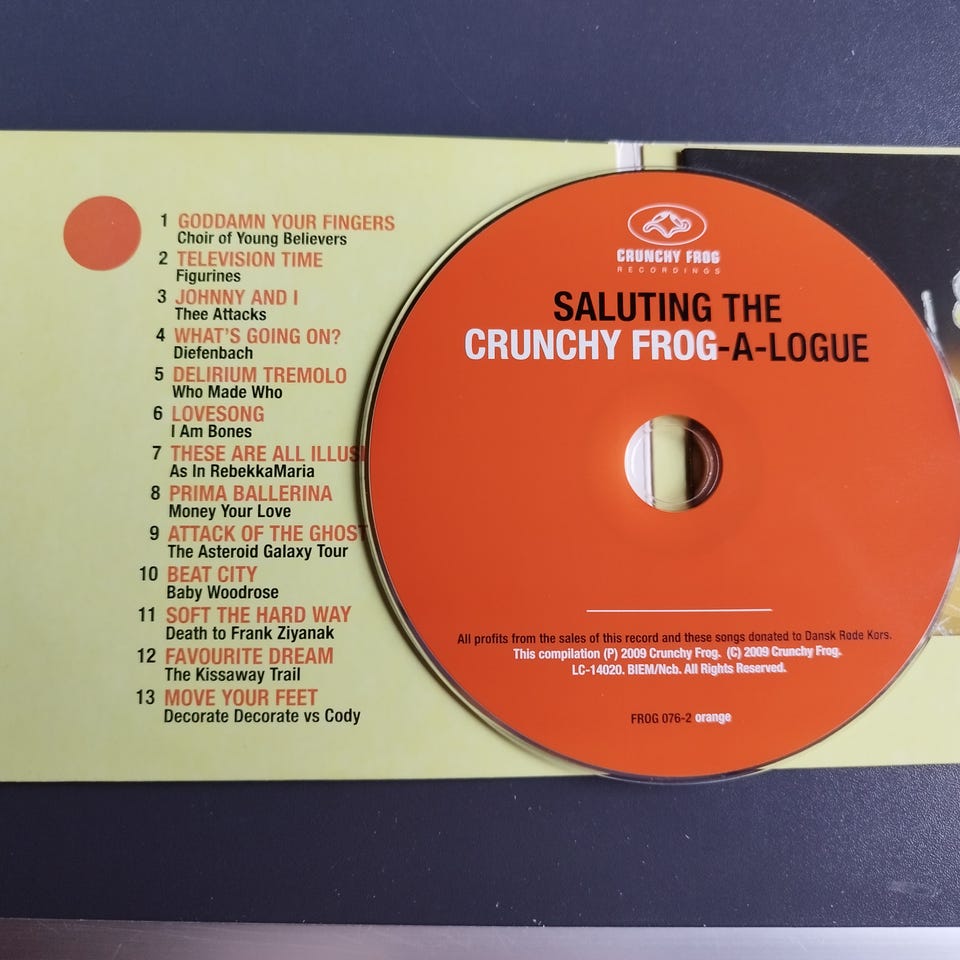 1 GODDAMN YOUR FINGERS
Choir of Young Believers
2 TELEVISION TIME
Figurines
3 JOHNNY AND I
Thee Attacks
4 WHAT'S GOING ON?
Diefenbach
5 DELIRIUM TREMOLO
Who Made Who
6 LOVESONG
I Am Bones
7 THESE ARE ALL
As In RebekkaMaria
8 PRIMA BALLERINA
Money Your Love
9 ATTACK OF THE GHOST
The Asteroid Galaxy Tour
10 BEAT CITY
Baby Woodrose
11 SOFT THE HARD WAY
Death to Frank Ziyanak
12 FAVOURITE DREAM
The Kissaway Trail
13 MOVE YOUR FEET
Decorate Decorate vs Cody
CRUNCHY FROG
RECORDINGS
SALUTING THE
CRUNCHY FROG-A-LOGUE
All profits from the sales of this record and these songs donated to Dansk Røde Kors.
This compilation (P) 2009 Crunchy Frog. (C) 2009 Crunchy Frog.
LC-14020. BIEM/Ncb. All Rights Reserved.
FROG 076-2 orange